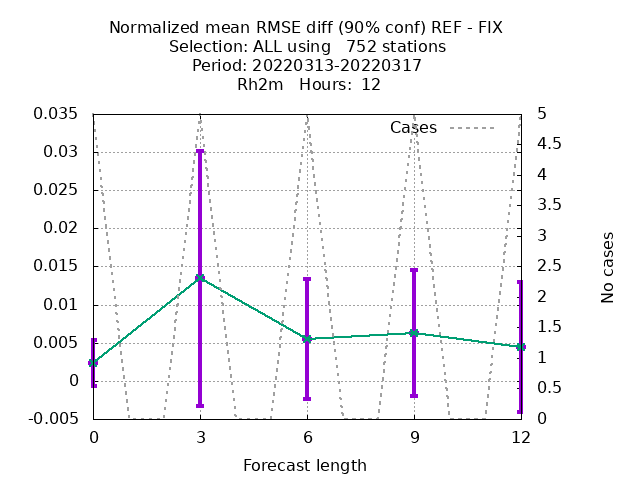 Normalized mean RMSE diff (90% conf) REF - FIX
Selection: ALL using   752 stations
Period: 20220313-20220317
Rh2m   Hours:  12
Cases
0.035
0.03
0.025
0.02
0.015
0.01
0.005
0
-0.005
5
4.5
4
3.5
3
2.5
2
1.5
1
0.5
0
No cases
0 3 6 9 12
Forecast length